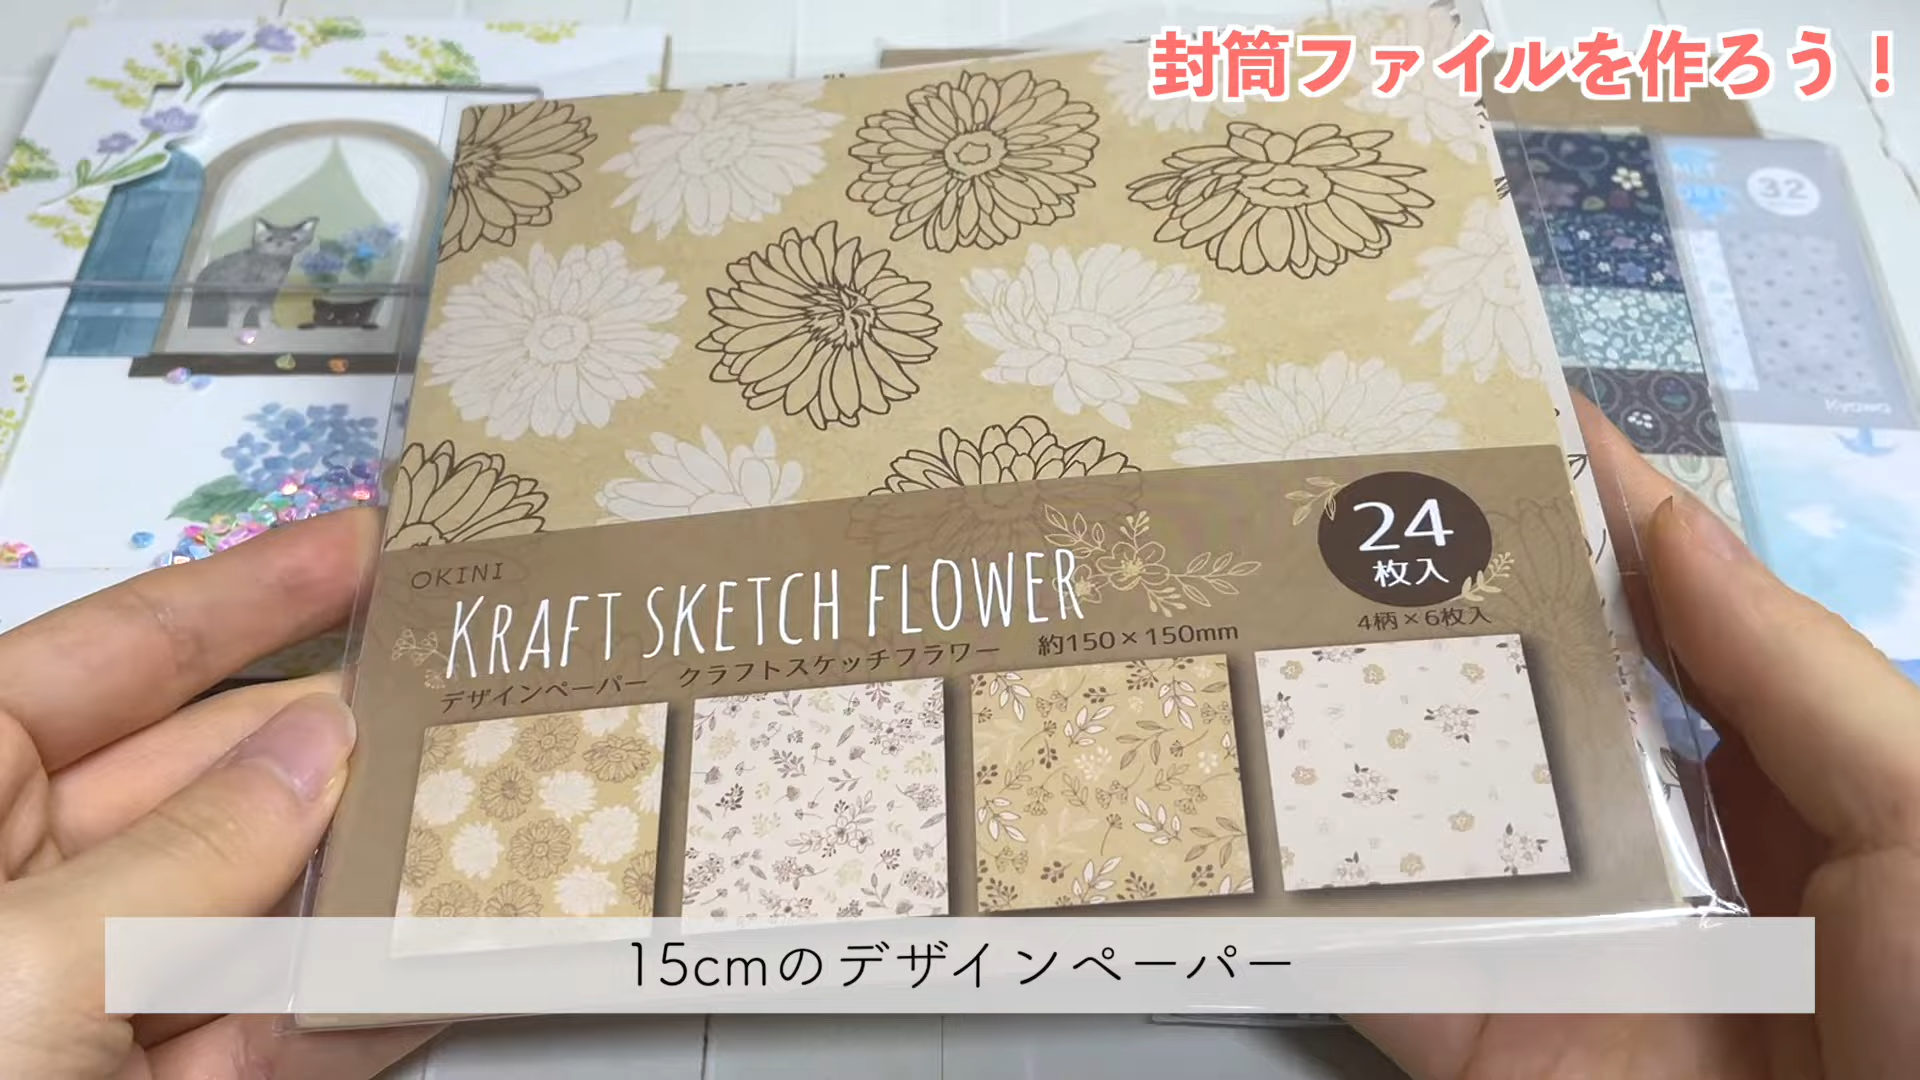 封筒ファイルを作ろう！
32
Kyowa
OKINI
KRAFT SKETCH FLOWER
24
枚入
デザインペーパー クラフトスケッチフラワー 約150×150mm
4柄×6枚入
15cmのデザインペーパー